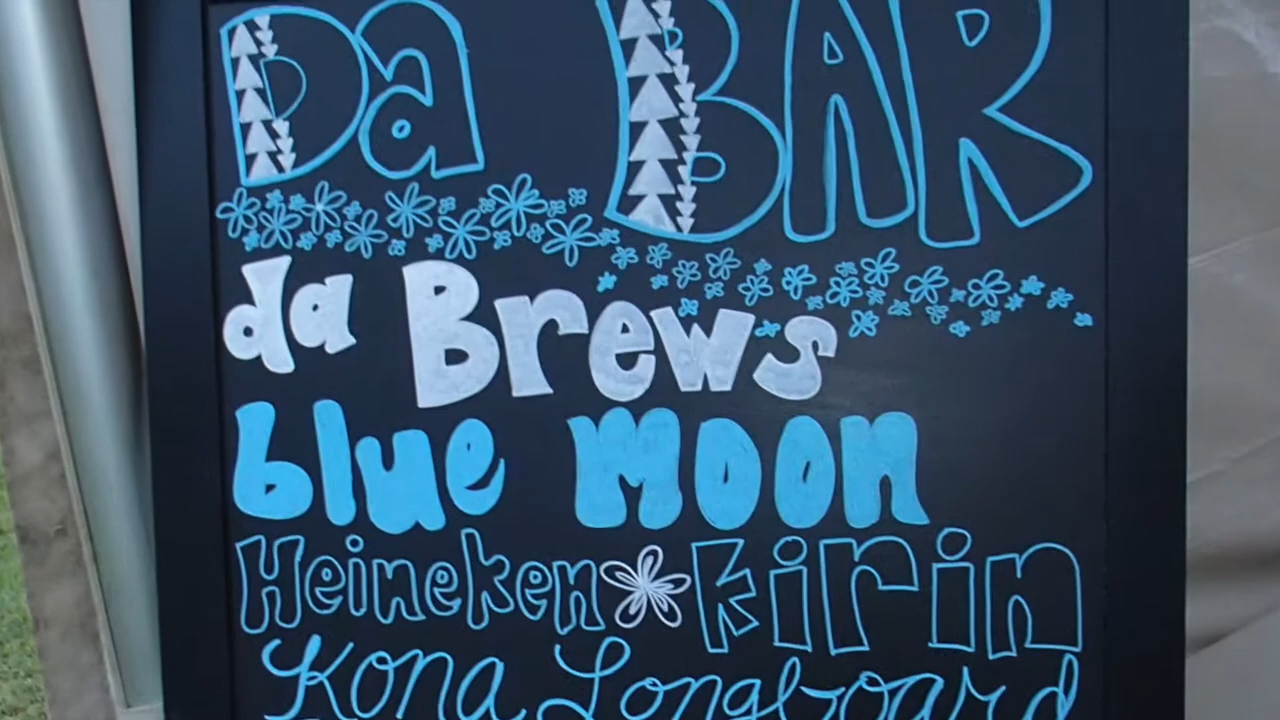 Da BAR
da Brews
blue moon
Heineken kirin
Kona Longboard